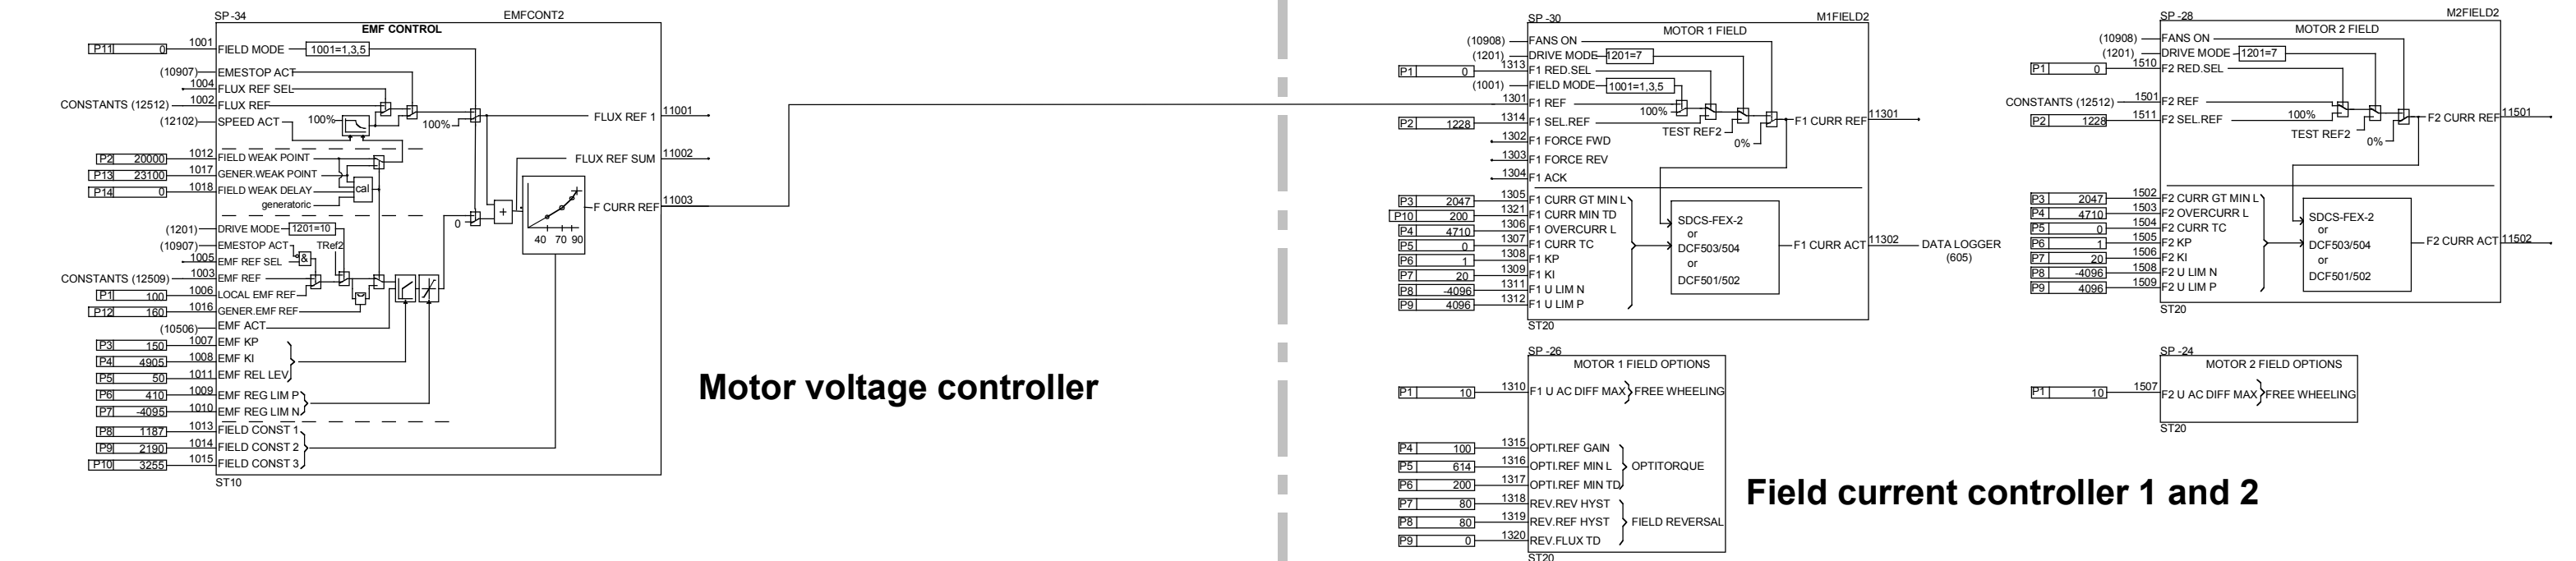 SP -34 EMFCONT2
EMF CONTROL
P11 0 1001 FIELD MODE 1001=1,3,5
(10907) EMESTOP ACT
1004 FLUX REF SEL
CONSTANTS (12512) 1002 FLUX REF
(12102) SPEED ACT 100% 100%
FLUX REF 1 11001
P2 20000 1012 FIELD WEAK POINT
FLUX REF SUM 11002
P13 23100 1017 GENER.WEAK POINT
P14 0 1018 FIELD WEAK DELAY cal
generatoric
F CURR REF 11003
0 +
40 70 90
(1201) DRIVE MODE 1201=10
(10907) EMESTOP ACT TRef2
1005 EMF REF SEL &
CONSTANTS (12509) 1003 EMF REF
P1 100 1006 LOCAL EMF REF
P12 160 1016 GENER.EMF REF
(10506) EMF ACT
P3 150 1007 EMF KP
P4 4905 1008 EMF KI
P5 50 1011 EMF REL LEV
P6 410 1009 EMF REG LIM P
P7 -4095 1010 EMF REG LIM N
P8 1187 1013 FIELD CONST 1
P9 2190 1014 FIELD CONST 2
P10 3255 1015 FIELD CONST 3
ST10
Motor voltage controller
SP -30 M1FIELD2
MOTOR 1 FIELD
(10908) FANS ON
(1201) DRIVE MODE 1201=7
P1 0 1313 F1 RED.SEL
(1001) FIELD MODE 1001=1,3,5
1301 F1 REF 100%
P2 1228 1314 F1 SEL.REF
TEST REF2
0%
F1 CURR REF 11301
1302 F1 FORCE FWD
1303 F1 FORCE REV
1304 F1 ACK
P3 2047 1305 F1 CURR GT MIN L
P10 200 1321 F1 CURR MIN TD
P4 4710 1306 F1 OVERCURR L
P5 0 1307 F1 CURR TC
P6 1 1308 F1 KP
P7 20 1309 F1 KI
P8 -4096 1311 F1 U LIM N
P9 4096 1312 F1 U LIM P
SDCS-FEX-2
or
DCF503/504
or
DCF501/502
F1 CURR ACT 11302 DATA LOGGER
(605)
ST20
SP -26
MOTOR 1 FIELD OPTIONS
P1 10 1310 F1 U AC DIFF MAX FREE WHEELING
P4 100 1315 OPTI.REF GAIN
P5 614 1316 OPTI.REF MIN L OPTITORQUE
P6 200 1317 OPTI.REF MIN TD
P7 80 1318 REV.REV HYST
P8 80 1319 REV.REF HYST FIELD REVERSAL
P9 0 1320 REV.FLUX TD
ST20
SP -28 M2FIELD2
MOTOR 2 FIELD
(10908) FANS ON
(1201) DRIVE MODE 1201=7
P1 0 1510 F2 RED.SEL
CONSTANTS (12512) 1501 F2 REF
P2 1228 1511 F2 SEL.REF 100%
TEST REF2
0%
F2 CURR REF 11501
P3 2047 1502 F2 CURR GT MIN L
P4 4710 1503 F2 OVERCURR L
P5 0 1504 F2 CURR TC
P6 1 1505 F2 KP
P7 20 1506 F2 KI
P8 -4096 1508 F2 U LIM N
P9 4096 1509 F2 U LIM P
SDCS-FEX-2
or
DCF503/504
or
DCF501/502
F2 CURR ACT 11502
ST20
SP -24
MOTOR 2 FIELD OPTIONS
P1 10 1507 F2 U AC DIFF MAX FREE WHEELING
ST20
Field current controller 1 and 2